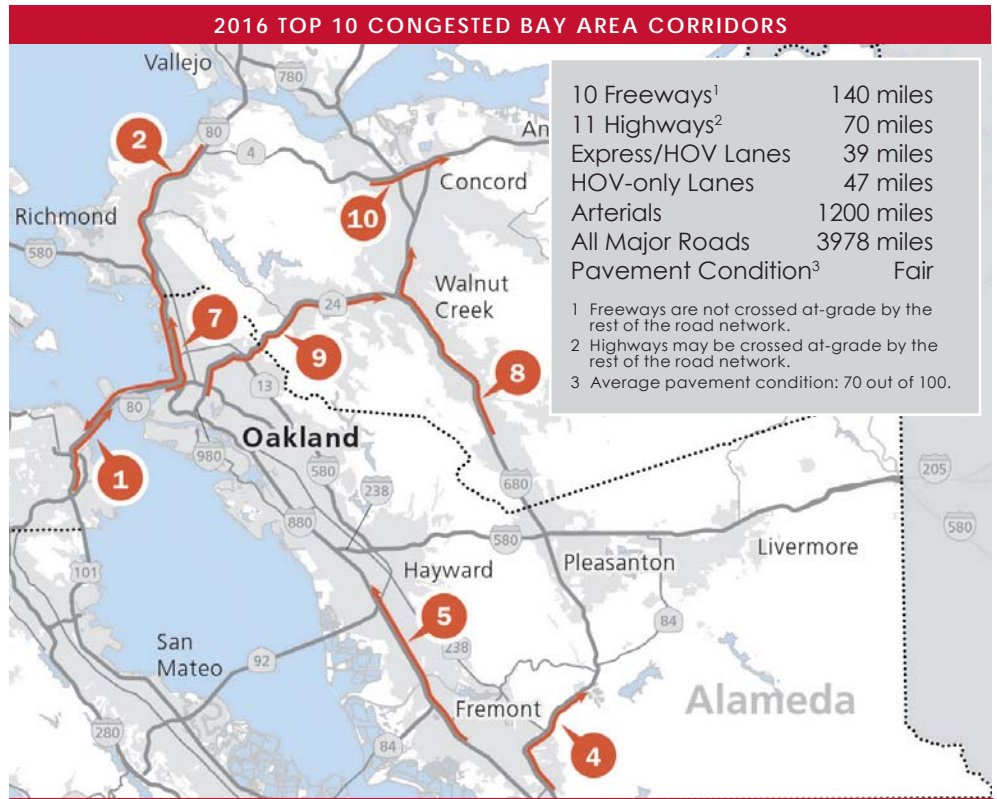 2016 TOP 10 CONGESTED BAY AREA CORRIDORS
Vallejo
780
10 Freeways¹ 140 miles
11 Highways² 70 miles
Express/HOV Lanes 39 miles
HOV-only Lanes 47 miles
Arterials 1200 miles
All Major Roads 3978 miles
Pavement Condition³ Fair
1 Freeways are not crossed at-grade by the
rest of the road network.
2 Highways may be crossed at-grade by the
rest of the road network.
3 Average pavement condition: 70 out of 100.
80
2
4
An
Concord
10
Richmond
580
Walnut
Creek
24
7
9
8
13
80
Oakland
1
980
580
238
680
205
880
580
580
Livermore
Pleasanton
Hayward
101
5
84
238
San
Mateo
92
Fremont
Alameda
280
84
4